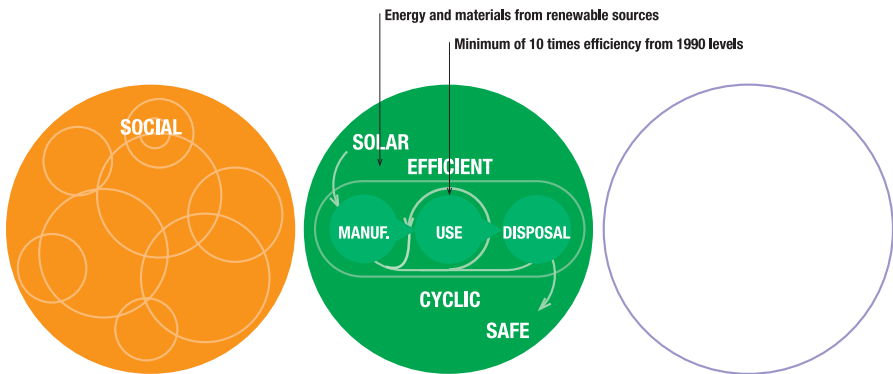 Energy and materials from renewable sources
Minimum of 10 times efficiency from 1990 levels
SOCIAL
SOLAR
EFFICIENT
MANUF.
USE
DISPOSAL
CYCLIC
SAFE